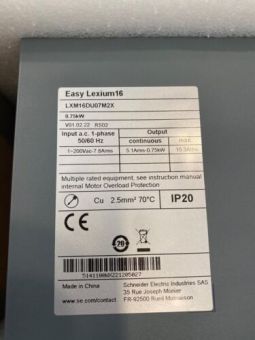 Easy Lexium16
LXM16DU07M2X
0.75kW
V01.02.22 RS02
Input a.c. 1-phase
50/60 Hz
Output
continuous
max.
1~200Vac-7.8Arms
5.1Arms-0.75kW
Multiple rated equipment, see instruction manual
internal Motor Overload Protection
Cu 2.5mm² 70°C
IP20
CE
Made in China
Schneider Electric Industries SAS
35 Rue Joseph Monier
www.se.com/contact
FR-92500 Rueil Malmaison